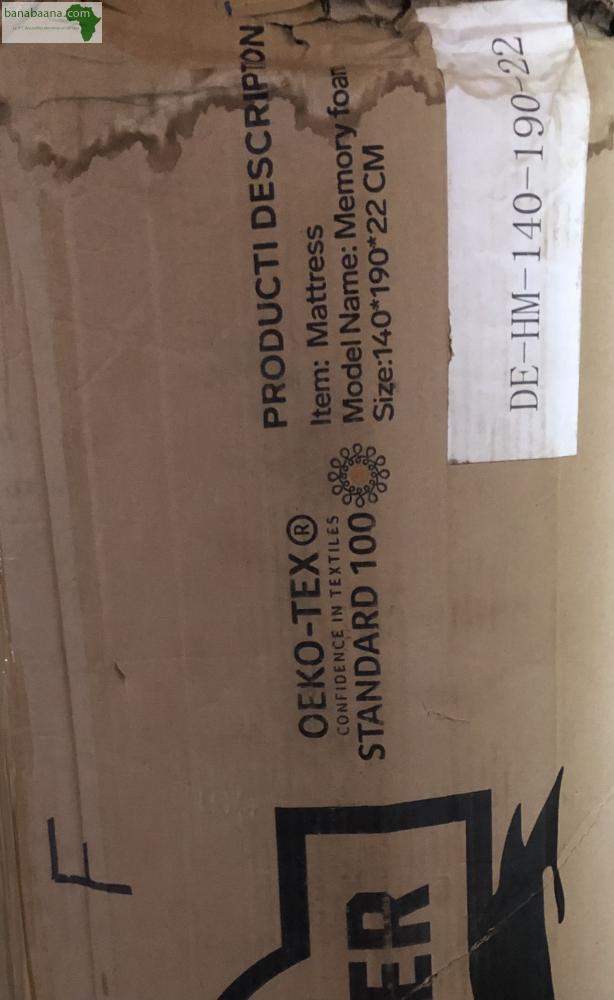 banabaana.com
PRODUCTI DESCRIPTON
Item: Mattress
Model Name: Memory foam
Size:140*190*22 CM
DE-HM-140-190-22
OEKO-TEX®
CONFIDENCE IN TEXTILES
STANDARD 100
F
ER